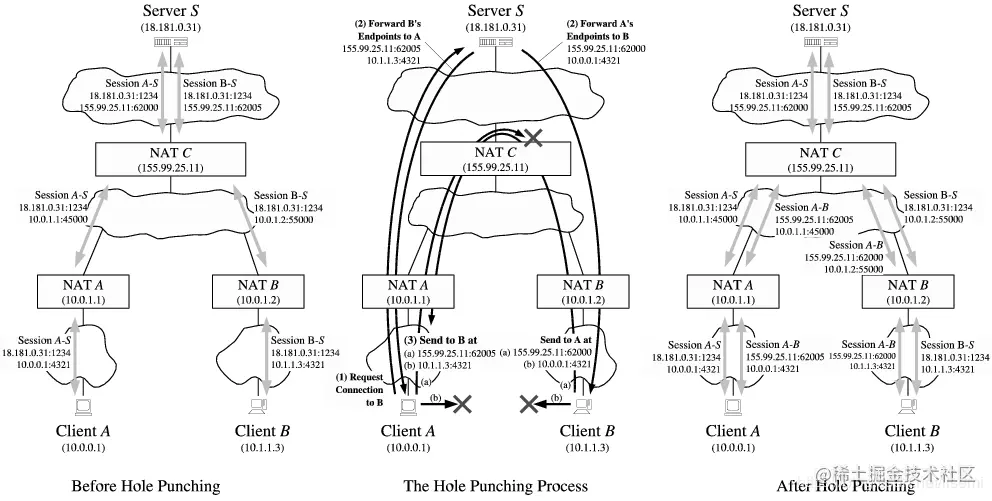 Server S
(18.181.0.31)
Session A-S
18.181.0.31:1234
155.99.25.11:62000
Session B-S
18.181.0.31:1234
155.99.25.11:62005
NAT C
(155.99.25.11)
Session A-S
18.181.0.31:1234
10.0.1.1:45000
Session B-S
18.181.0.31:1234
10.0.1.2:55000
NAT A
(10.0.1.1)
NAT B
(10.0.1.2)
Session A-S
18.181.0.31:1234
10.0.0.1:4321
Session B-S
18.181.0.31:1234
10.1.1.3:4321
Client A
(10.0.0.1)
Client B
(10.1.1.3)
Before Hole Punching
(2) Forward B's
Endpoints to A
155.99.25.11:62005
10.1.1.3:4321
Server S
(18.181.0.31)
(2) Forward A's
Endpoints to B
155.99.25.11:62000
10.0.0.1:4321
NAT C
(155.99.25.11)
NAT A
(10.0.1.1)
NAT B
(10.0.1.2)
(3) Send to B at
(a) 155.99.25.11:62005
(b) 10.1.1.3:4321
Send to A at
(a) 155.99.25.11:62000
(b) 10.0.0.1:4321
(1) Request
Connection
to B
(a)
(b)
(a)
(b)
Client A
(10.0.0.1)
Client B
(10.1.1.3)
The Hole Punching Process
Server S
(18.181.0.31)
Session A-S
18.181.0.31:1234
155.99.25.11:62000
Session B-S
18.181.0.31:1234
155.99.25.11:62005
NAT C
(155.99.25.11)
Session A-S
18.181.0.31:1234
10.0.1.1:45000
Session A-B
155.99.25.11:62005
10.0.1.1:45000
Session A-B
155.99.25.11:62000
10.0.1.2:55000
Session B-S
18.181.0.31:1234
10.0.1.2:55000
NAT A
(10.0.1.1)
NAT B
(10.0.1.2)
Session A-S
18.181.0.31:1234
10.0.0.1:4321
Session A-B
155.99.25.11:62005
10.0.0.1:4321
Session A-B
155.99.25.11:62000
10.1.1.3:4321
Session B-S
18.181.0.31:1234
10.1.1.3:4321
Client A
(10.0.0.1)
Client B
(10.1.1.3)
After Hole Punching
@稀土掘金技术社区